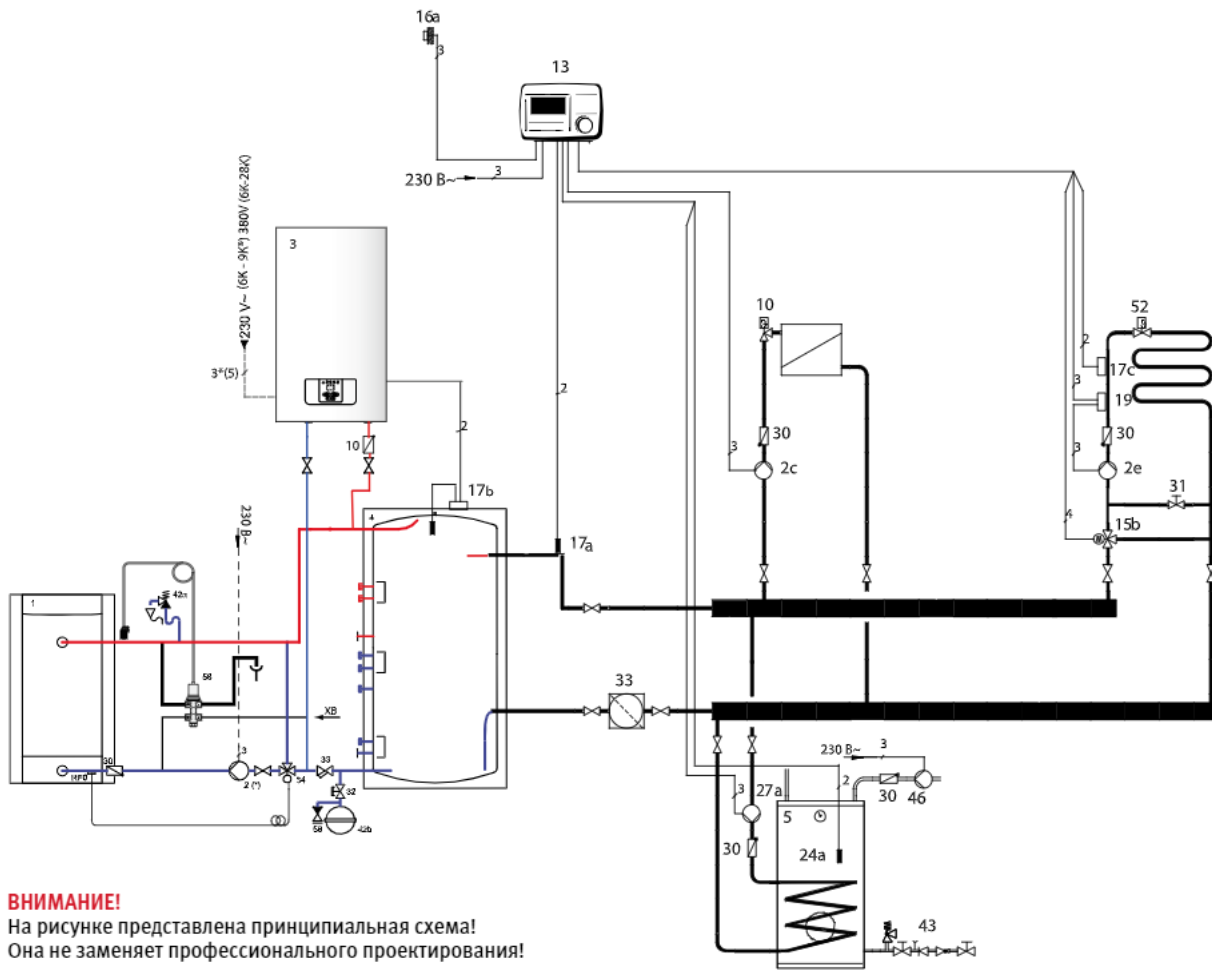 16a
3
13
230 В~
3
230 V~ (6K - 9K*) 380V (6K-28K)
3
3*(5)
2
10
52
2
17c
3
19
2
10
30
3
2c
30
3
2e
17b
31
4
15b
230 В~
4
17a
1
42a
58
33
ХВ
230 В~
3
30
3
2 (*)
54
33
32
58
42b
3
27a
2
5
30
46
30
24a
43
ВНИМАНИЕ!
На рисунке представлена принципиальная схема!
Она не заменяет профессионального проектирования!